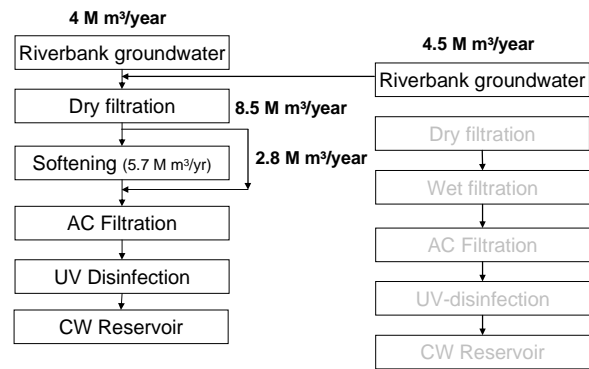 4 M m³/year
Riverbank groundwater
Dry filtration
8.5 M m³/year
Softening (5.7 M m³/yr)
2.8 M m³/year
AC Filtration
UV Disinfection
CW Reservoir
4.5 M m³/year
Riverbank groundwater
Dry filtration
Wet filtration
AC Filtration
UV-disinfection
CW Reservoir